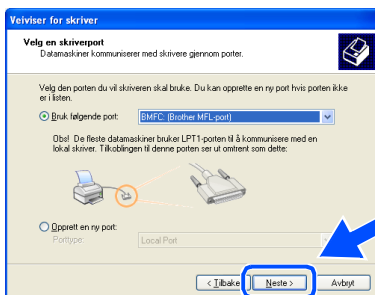 Veiviser for skriver
Velg en skriverport
Datamaskiner kommuniserer med skrivere gjennom porter.
Velg den porten du vil skriveren skal bruke. Du kan opprette en ny port hvis porten ikke
er i listen.
Bruk følgende port:
BMFC: (Brother MFL-port)
Obs! De fleste datamaskiner bruker LPT1-porten til å kommunisere med en
lokal skriver. Tilkoblingen til denne porten ser ut omtrent som dette:
Opprett en ny port:
Porttype:
Local Port
< Tilbake
Neste >
Avbryt